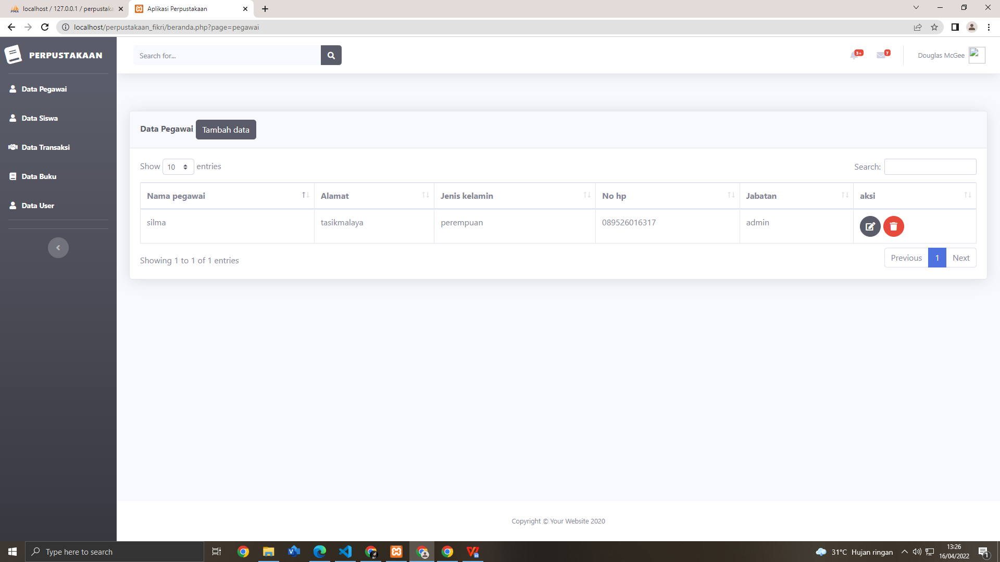 localhost / 127.0.0.1 / perpustaka
Aplikasi Perpustakaan
localhost/perpustakaan_fikri/beranda.php?page=pegawai
PERPUSTAKAAN
Search for...
3+
7
Douglas McGee
Data Pegawai
Data Siswa
Data Transaksi
Data Buku
Data User
Data Pegawai Tambah data
Show 10 entries
Search:
Nama pegawai Alamat Jenis kelamin No hp Jabatan aksi
silma tasikmalaya perempuan 089526016317 admin
Showing 1 to 1 of 1 entries
Previous 1 Next
Copyright © Your Website 2020
Type here to search
31°C Hujan ringan
13:26
16/04/2022
1